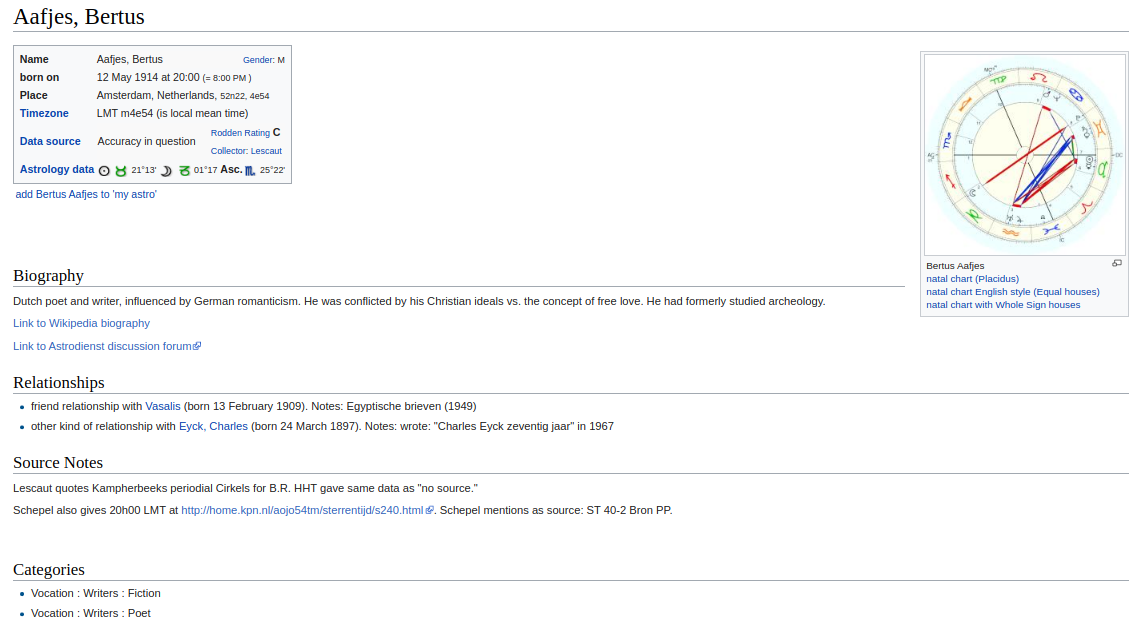 Aafjes, Bertus
Name Aafjes, Bertus Gender: M
born on 12 May 1914 at 20:00 (= 8:00 PM )
Place Amsterdam, Netherlands, 52n22, 4e54
Timezone LMT m4e54 (is local mean time)
Data source Accuracy in question Rodden Rating C
Collector: Lescaut
Astrology data 21°13' 01°17 Asc. 25°22'
add Bertus Aafjes to 'my astro'
Bertus Aafjes
natal chart (Placidus)
natal chart English style (Equal houses)
natal chart with Whole Sign houses
Biography
Dutch poet and writer, influenced by German romanticism. He was conflicted by his Christian ideals vs. the concept of free love. He had formerly studied archeology.
Link to Wikipedia biography
Link to Astrodienst discussion forum
Relationships
friend relationship with Vasalis (born 13 February 1909). Notes: Egyptische brieven (1949)
other kind of relationship with Eyck, Charles (born 24 March 1897). Notes: wrote: "Charles Eyck zeventig jaar" in 1967
Source Notes
Lescaut quotes Kampherbeeks periodial Cirkels for B.R. HHT gave same data as "no source."
Schepel also gives 20h00 LMT at http://home.kpn.nl/aojo54tm/sterrentijd/s240.html. Schepel mentions as source: ST 40-2 Bron PP.
Categories
Vocation : Writers : Fiction
Vocation : Writers : Poet